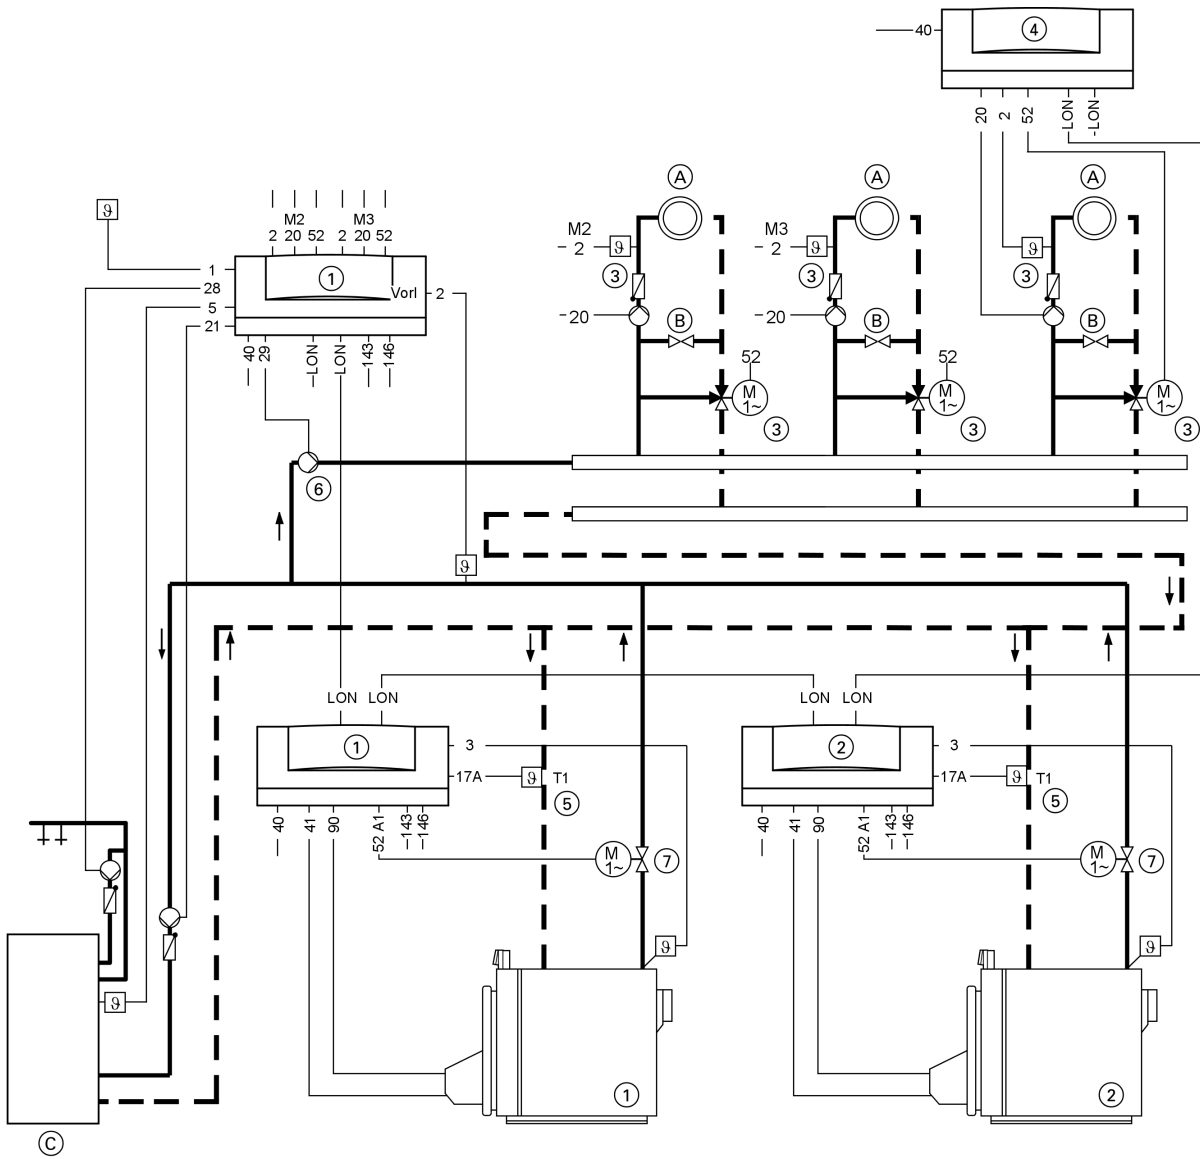 40 4
20 2 52 LON LON
A A A
ϑ
M2 M3
2 20 52 2 20 52
M2 M3
2 ϑ 2 ϑ ϑ
1 1
28 Vorl 2
5
21
3 3 3
20 20
B B B
40 29 LON LON 143 146
52 52
M 1~ M 1~ M 1~
3 3 3
6
ϑ
LON LON LON LON
1 3 2 3
17A ϑ T1 17A ϑ T1
5 5
40 41 90 52 A1 143 146 40 41 90 52 A1 143 146
M 1~ 7 M 1~ 7
ϑ ϑ
ϑ
1 2
C